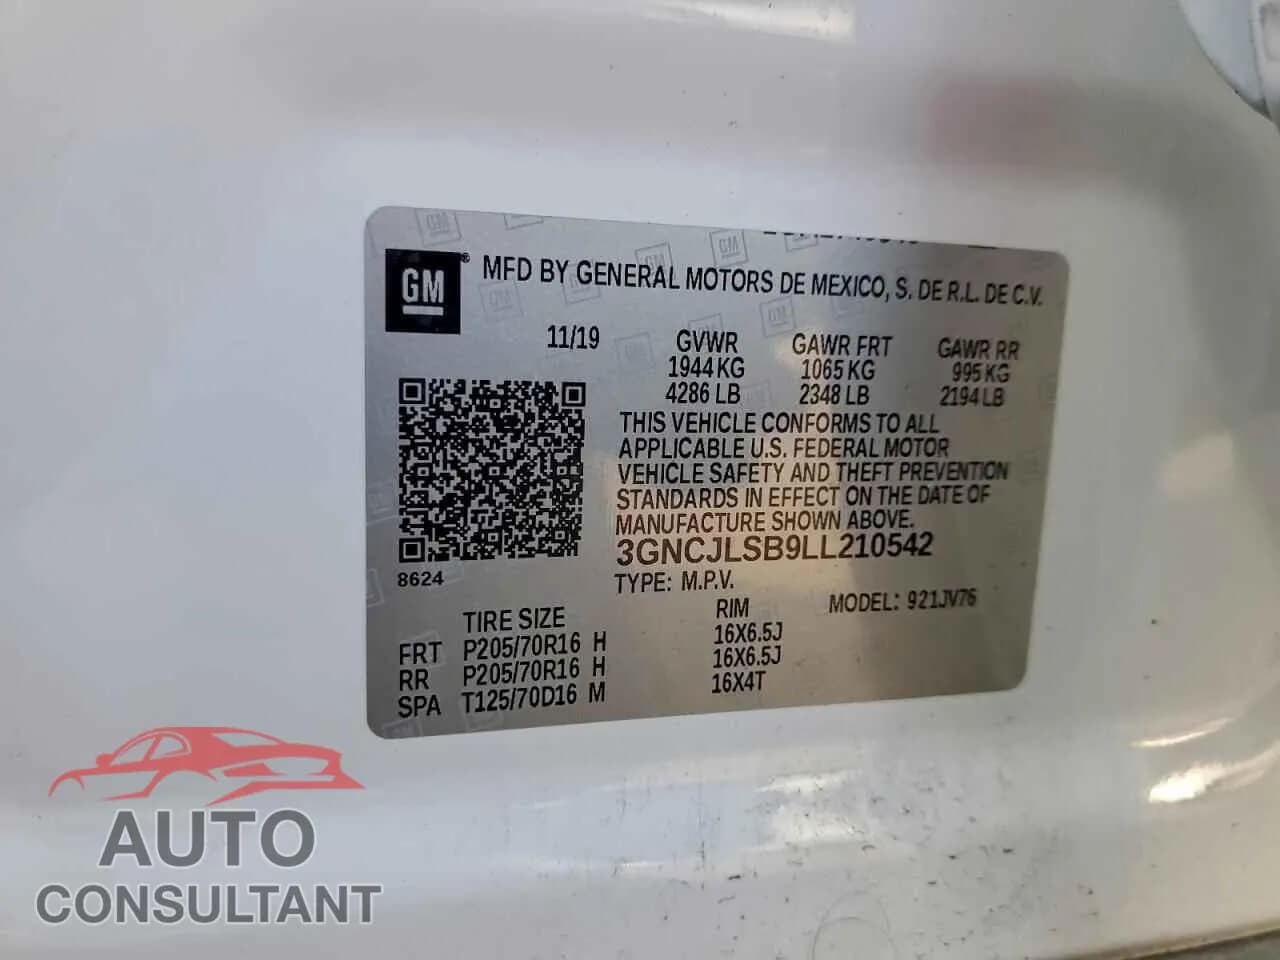 GM
GM® MFD BY GENERAL MOTORS DE MEXICO, S. DE R.L. DE C.V.
11/19 GVWR GAWR FRT GAWR RR
1944 KG 1065 KG 995 KG
4286 LB 2348 LB 2194 LB
THIS VEHICLE CONFORMS TO ALL
APPLICABLE U.S. FEDERAL MOTOR
VEHICLE SAFETY AND THEFT PREVENTION
STANDARDS IN EFFECT ON THE DATE OF
MANUFACTURE SHOWN ABOVE.
3GNCJLSB9LL210542
8624
TYPE: M.P.V. MODEL: 921JV76
TIRE SIZE RIM
FRT P205/70R16 H 16X6.5J
RR P205/70R16 H 16X6.5J
SPA T125/70D16 M 16X4T
AUTO
CONSULTANT